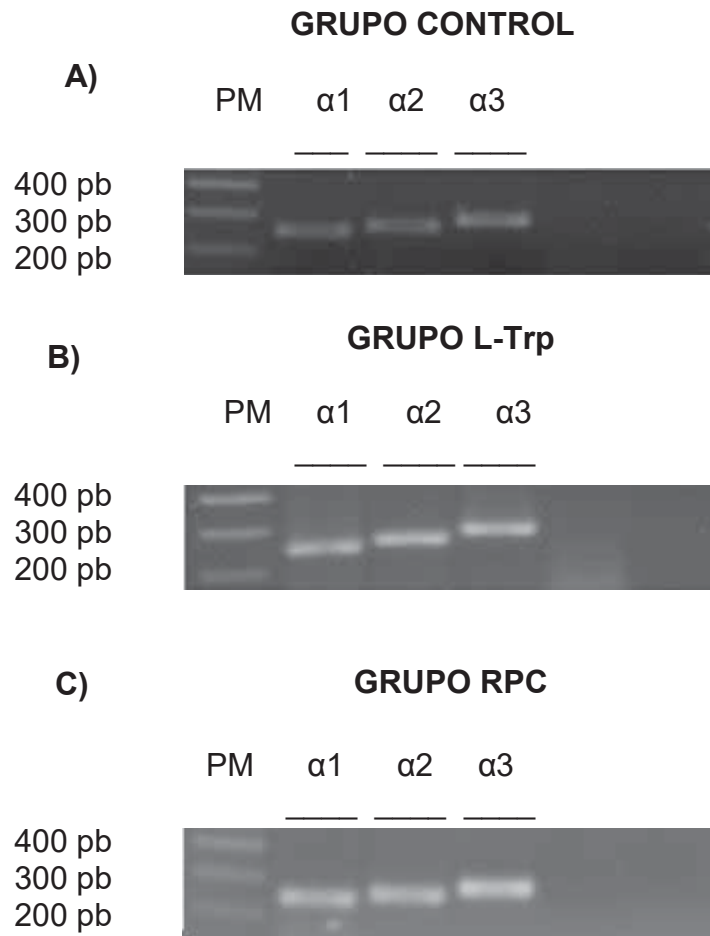 GRUPO CONTROL
A)
PM α1 α2 α3
400 pb
300 pb
200 pb
GRUPO L-Trp
B)
PM α1 α2 α3
400 pb
300 pb
200 pb
C)
GRUPO RPC
PM α1 α2 α3
400 pb
300 pb
200 pb